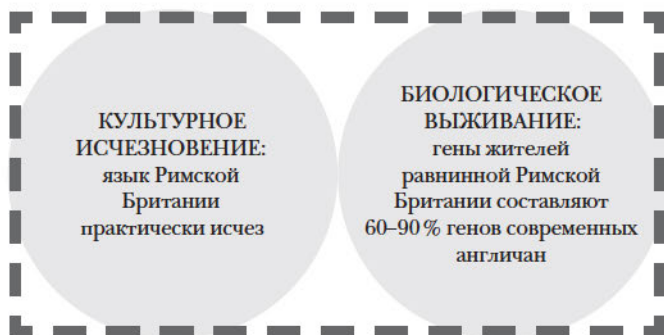 КУЛЬТУРНОЕ
ИСЧЕЗНОВЕНИЕ:
язык Римской
Британии
практически исчез
БИОЛОГИЧЕСКОЕ
ВЫЖИВАНИЕ:
гены жителей
равнинной Римской
Британии составляют
60–90 % генов современных
англичан